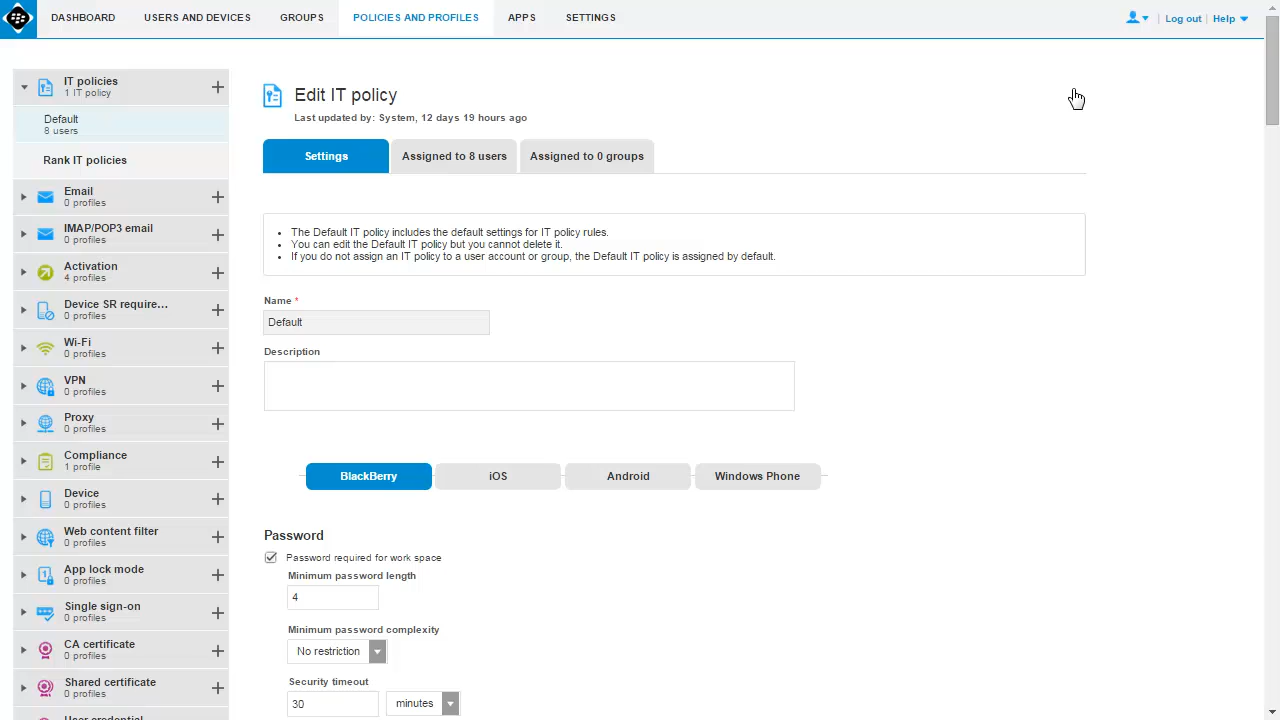 DASHBOARD USERS AND DEVICES GROUPS POLICIES AND PROFILES APPS SETTINGS Log out Help
IT policies
1 IT policy
Default
8 users
Rank IT policies
Email
0 profiles
IMAP/POP3 email
0 profiles
Activation
4 profiles
Device SR require...
0 profiles
Wi-Fi
0 profiles
VPN
0 profiles
Proxy
0 profiles
Compliance
1 profile
Device
0 profiles
Web content filter
0 profiles
App lock mode
0 profiles
Single sign-on
0 profiles
CA certificate
0 profiles
Shared certificate
0 profiles
User credential
Edit IT policy
Last updated by: System, 12 days 19 hours ago
Settings Assigned to 8 users Assigned to 0 groups
• The Default IT policy includes the default settings for IT policy rules.
• You can edit the Default IT policy but you cannot delete it.
• If you do not assign an IT policy to a user account or group, the Default IT policy is assigned by default.
Name *
Default
Description
BlackBerry iOS Android Windows Phone
Password
Password required for work space
Minimum password length
4
Minimum password complexity
No restriction
Security timeout
30 minutes